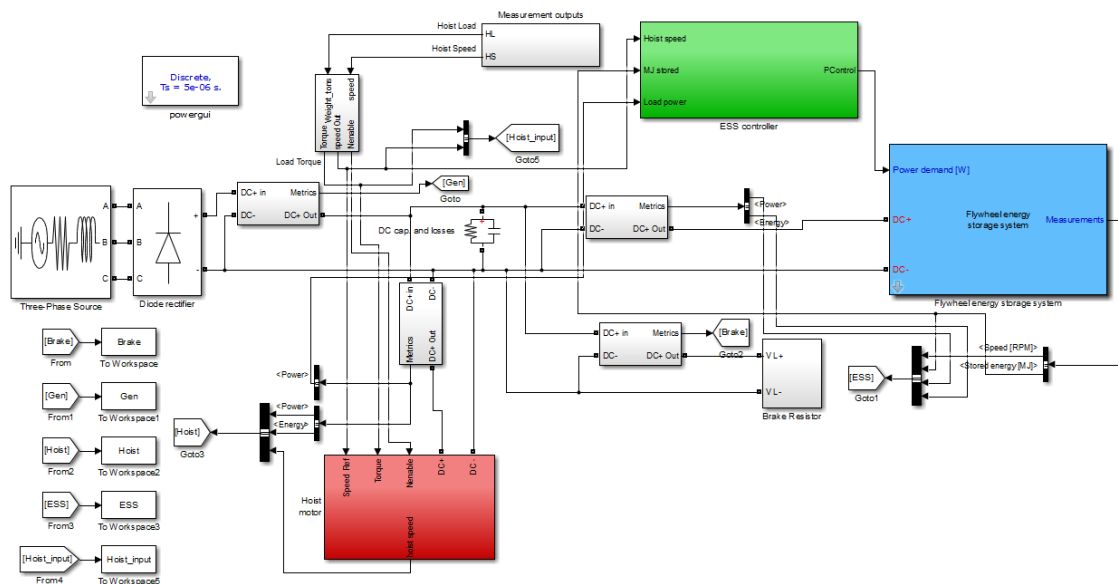 Measurement outputs
Hoist Load
HL
Hoist Speed
HS
Discrete,
Ts = 5e-06 s.
powergui
Weight_tons
speed
Torque
speed Out
Nenable
Load Torque
[Hoist_input]
Goto5
Hoist speed
MJ stored
Load power
PControl
ESS controller
Power demand [W]
DC+
DC-
Flywheel energy
storage system
Measurements
Flywheel energy storage system
A
B
C
Three-Phase Source
A
B
C
+
-
Diode rectifier
DC+ in
DC-
Metrics
DC+ Out
[Gen]
Goto
DC cap. and losses
DC+ in
DC-
Metrics
DC+ Out
<Power>
<Energy>
DC+ in
DC-
Metrics
DC+ Out
DC+ in
DC-
Metrics
DC+ Out
[Brake]
Goto2
V L+
V L-
Brake Resistor
<Speed [RPM]>
<Stored energy [MJ]>
[ESS]
Goto1
<Power>
<Power>
<Energy>
[Hoist]
Goto3
Speed Ref
Torque
Nenable
DC+
DC -
Hoist
motor
hoist speed
[Brake]
From
Brake
To Workspace
[Gen]
From1
Gen
To Workspace1
[Hoist]
From2
Hoist
To Workspace2
[ESS]
From3
ESS
To Workspace3
[Hoist_input]
From4
Hoist_input
To Workspace5